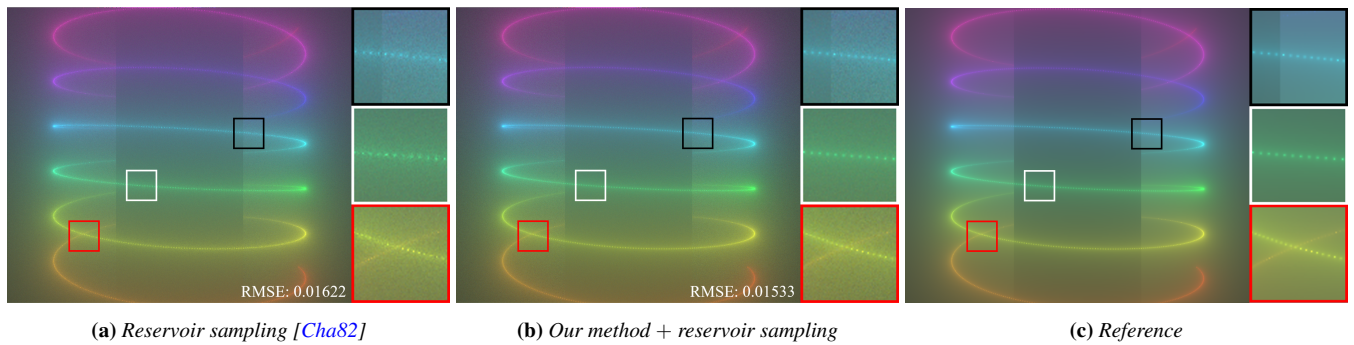 RMSE: 0.01622
RMSE: 0.01533
(a) Reservoir sampling [Cha82]
(b) Our method + reservoir sampling
(c) Reference